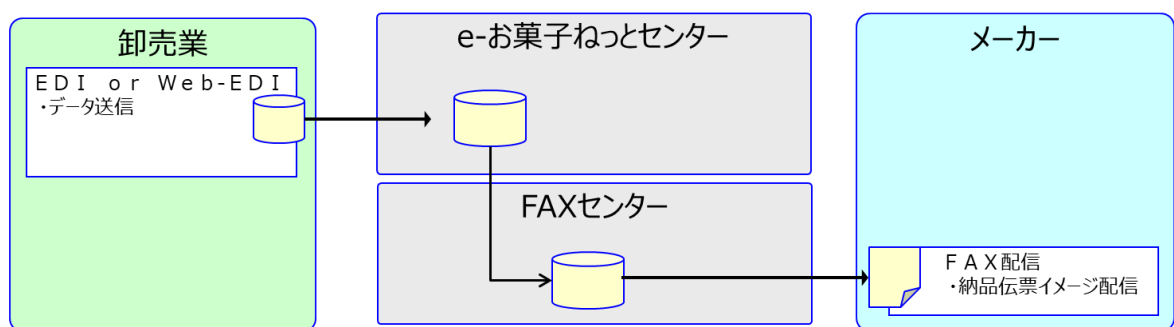 卸売業
ＥＤＩ ｏｒ Ｗｅｂ-ＥＤＩ
・データ送信
e-お菓子ねっとセンター
FAXセンター
メーカー
ＦＡＸ配信
・納品伝票イメージ配信